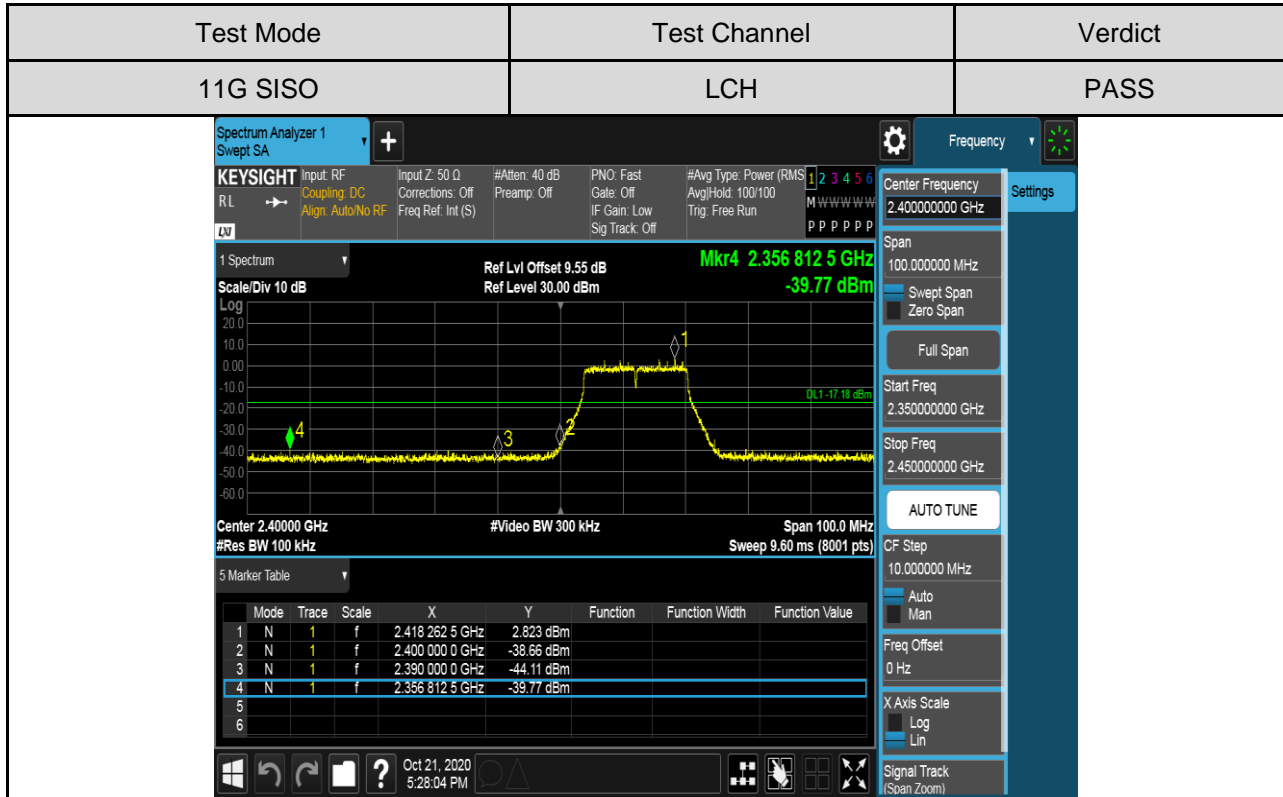 Test Mode Test Channel Verdict
11G SISO LCH PASS
Spectrum Analyzer 1
Swept SA
+
Frequency
KEYSIGHT Input: RF Input Z: 50 Ω #Atten: 40 dB PNO: Fast #Avg Type: Power (RMS 1 2 3 4 5 6
RL Coupling: DC Corrections: Off Preamp: Off Gate: Off Avg|Hold: 100/100 M W W W W W
Align: Auto/No RF Freq Ref: Int (S) IF Gain: Low Trig: Free Run
LXI Sig Track: Off P P P P P P
1 Spectrum Ref Lvl Offset 9.55 dB Mkr4 2.356 812 5 GHz
Scale/Div 10 dB Ref Level 30.00 dBm -39.77 dBm
Log
20.0
10.0
0.00
-10.0
-20.0
-30.0
-40.0
-50.0
-60.0
1
DL1 -17.18 dBm
4
3
2
Center 2.40000 GHz #Video BW 300 kHz Span 100.0 MHz
#Res BW 100 kHz Sweep 9.60 ms (8001 pts)
5 Marker Table
Mode Trace Scale X Y Function Function Width Function Value
1 N 1 f 2.418 262 5 GHz 2.823 dBm
2 N 1 f 2.400 000 0 GHz -38.66 dBm
3 N 1 f 2.390 000 0 GHz -44.11 dBm
4 N 1 f 2.356 812 5 GHz -39.77 dBm
5
6
?
Oct 21, 2020
5:28:04 PM
Center Frequency
2.400000000 GHz
Settings
Span
100.000000 MHz
Swept Span
Zero Span
Full Span
Start Freq
2.350000000 GHz
Stop Freq
2.450000000 GHz
AUTO TUNE
CF Step
10.000000 MHz
Auto
Man
Freq Offset
0 Hz
X Axis Scale
Log
Lin
Signal Track
(Span Zoom)